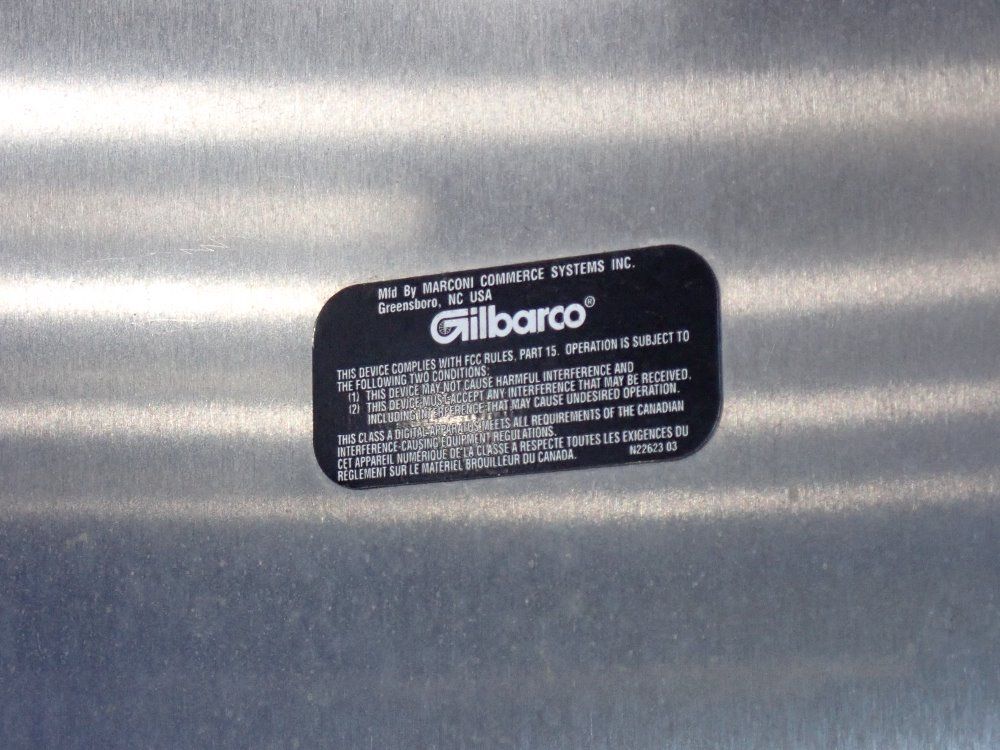 Mfd By MARCONI COMMERCE SYSTEMS INC.
Greensboro, NC USA
Gilbarco®
THIS DEVICE COMPLIES WITH FCC RULES, PART 15. OPERATION IS SUBJECT TO
THE FOLLOWING TWO CONDITIONS:
(1) THIS DEVICE MAY NOT CAUSE HARMFUL INTERFERENCE AND
(2) THIS DEVICE MUST ACCEPT ANY INTERFERENCE THAT MAY BE RECEIVED,
INCLUDING INTERFERENCE THAT MAY CAUSE UNDESIRED OPERATION.
THIS CLASS A DIGITAL APPARATUS MEETS ALL REQUIREMENTS OF THE CANADIAN
INTERFERENCE-CAUSING EQUIPMENT REGULATIONS.
CET APPAREIL NUMÉRIQUE DE LA CLASSE A RESPECTE TOUTES LES EXIGENCES DU
RÈGLEMENT SUR LE MATÉRIEL BROUILLEUR DU CANADA.
N22623 03